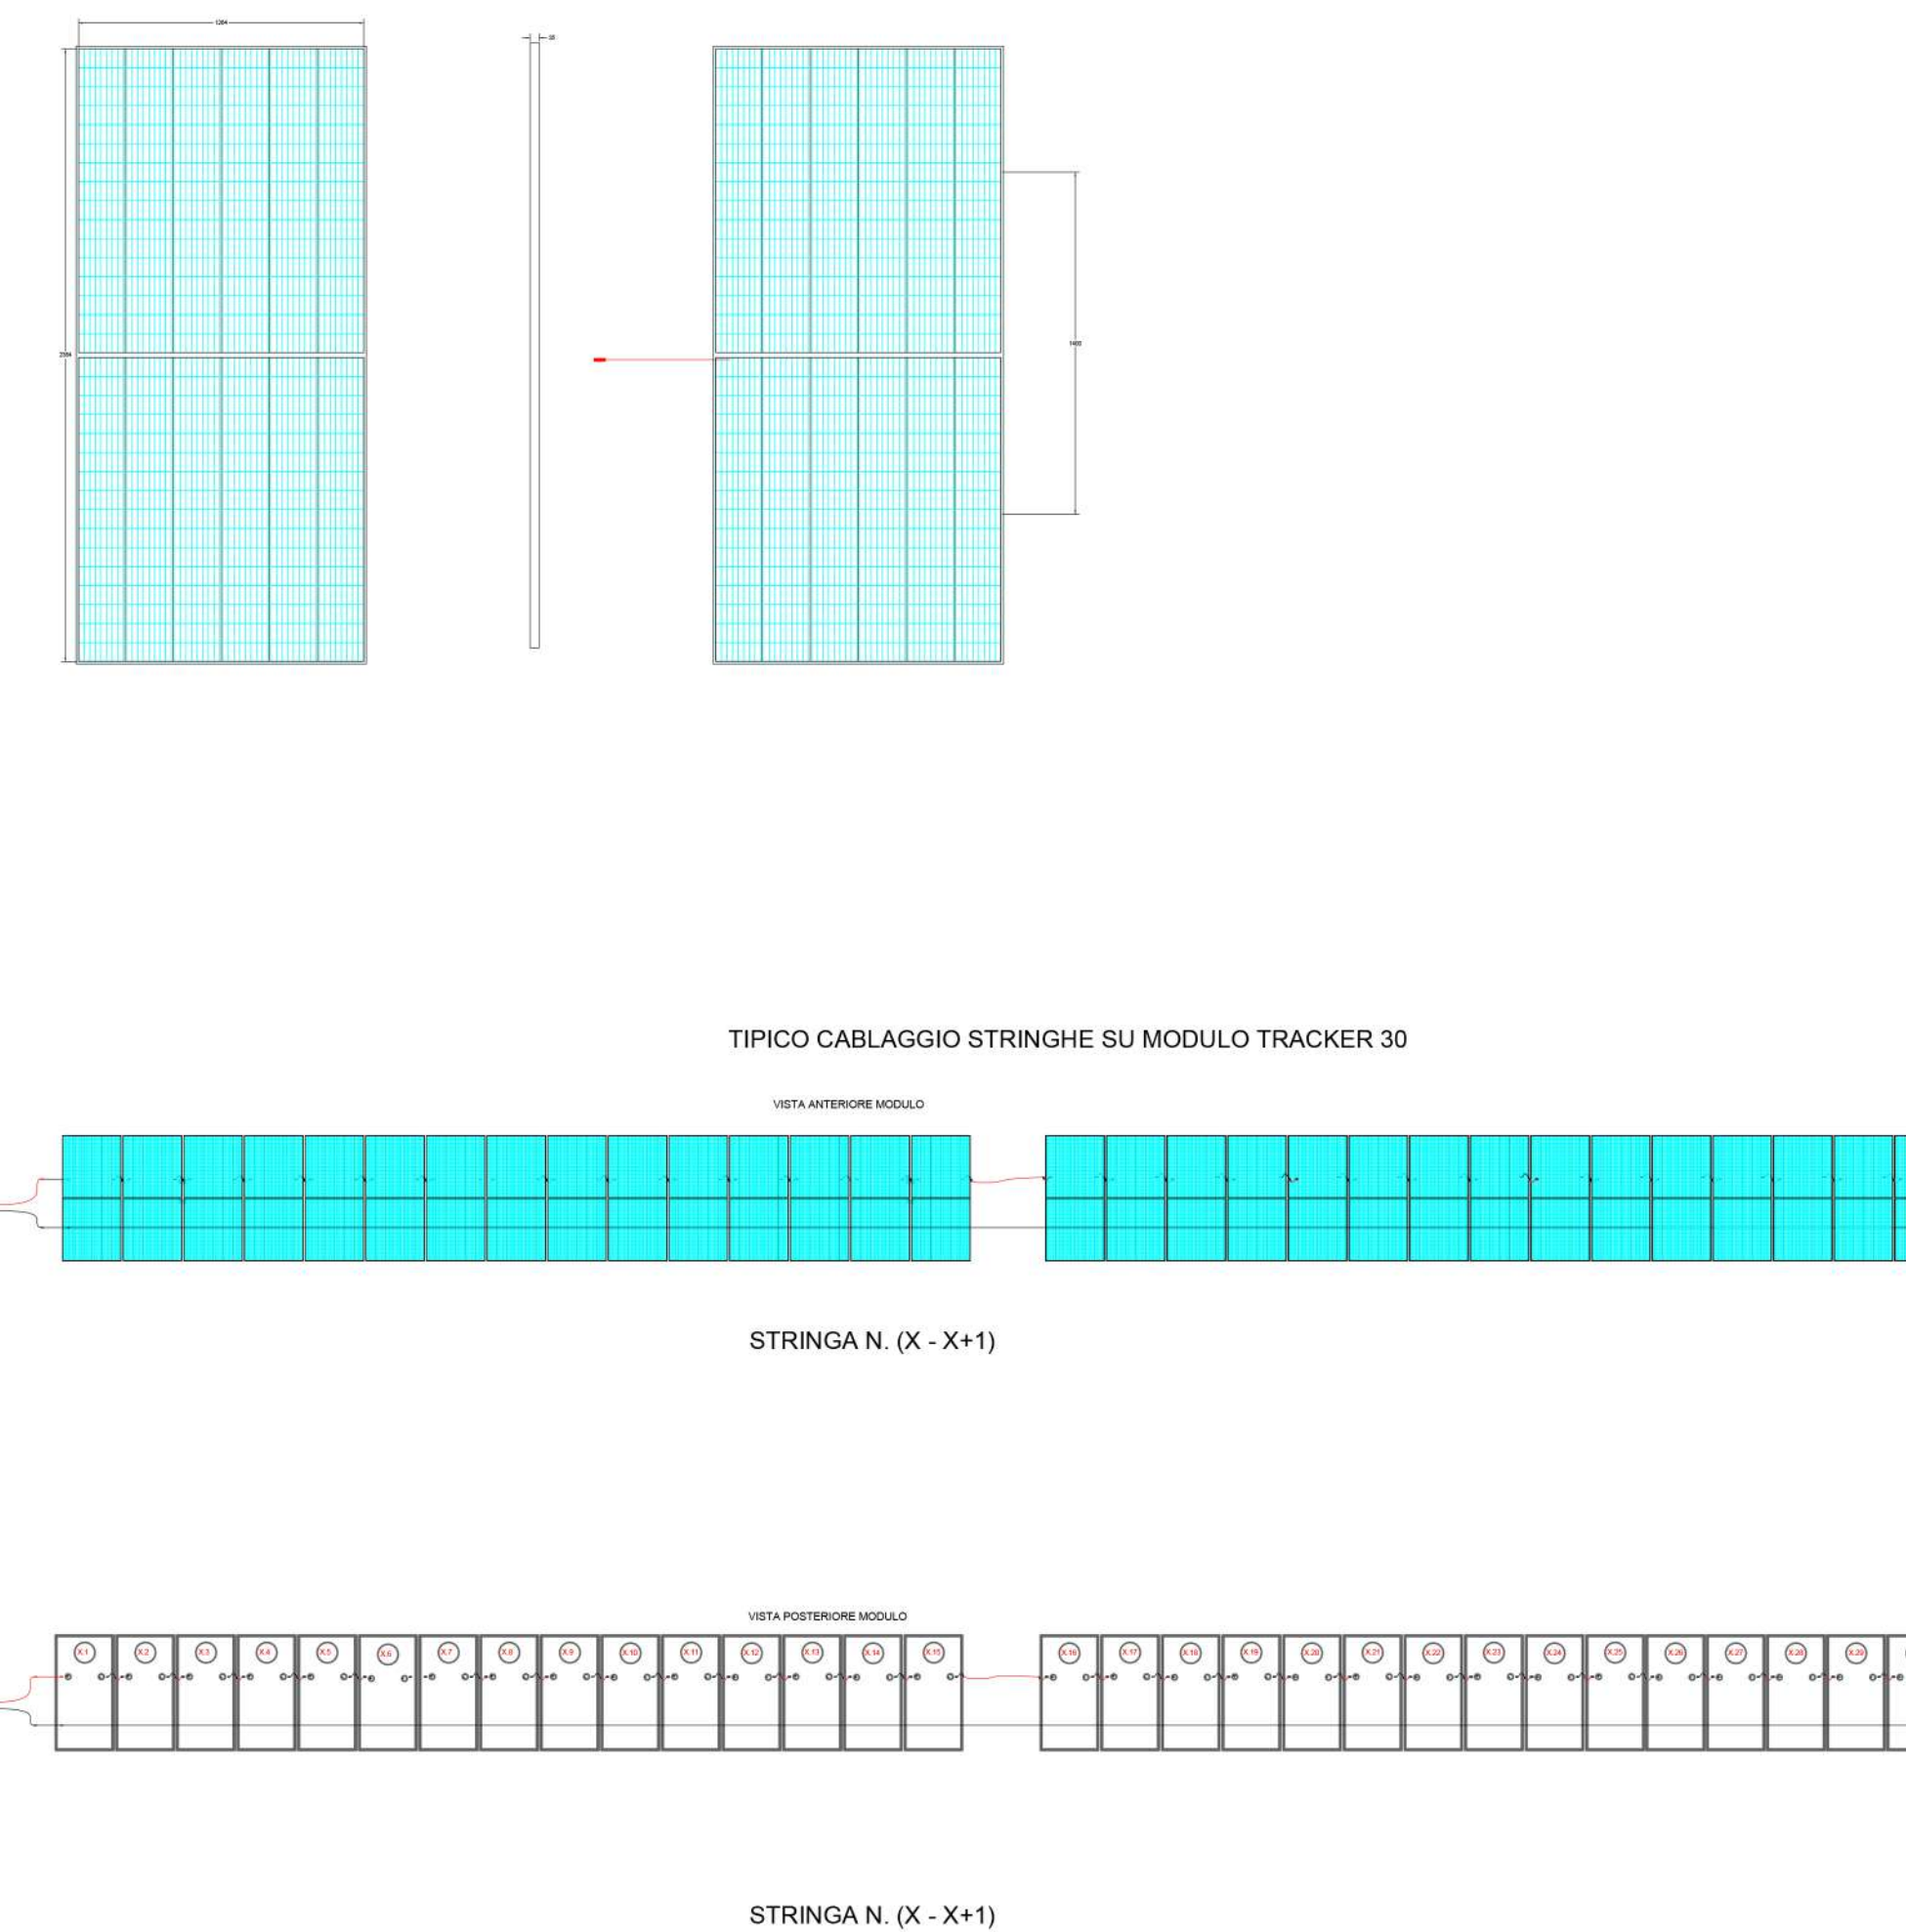 1204
35
2384
1400
TIPICO CABLAGGIO STRINGHE SU MODULO TRACKER 30
VISTA ANTERIORE MODULO
STRINGA N. (X - X+1)
VISTA POSTERIORE MODULO
X.1 X.2 X.3 X.4 X.5 X.6 X.7 X.8 X.9 X.10 X.11 X.12 X.13 X.14 X.15 X.16 X.17 X.18 X.19 X.20 X.21 X.22 X.23 X.24 X.25 X.26 X.27 X.28 X.29
STRINGA N. (X - X+1)